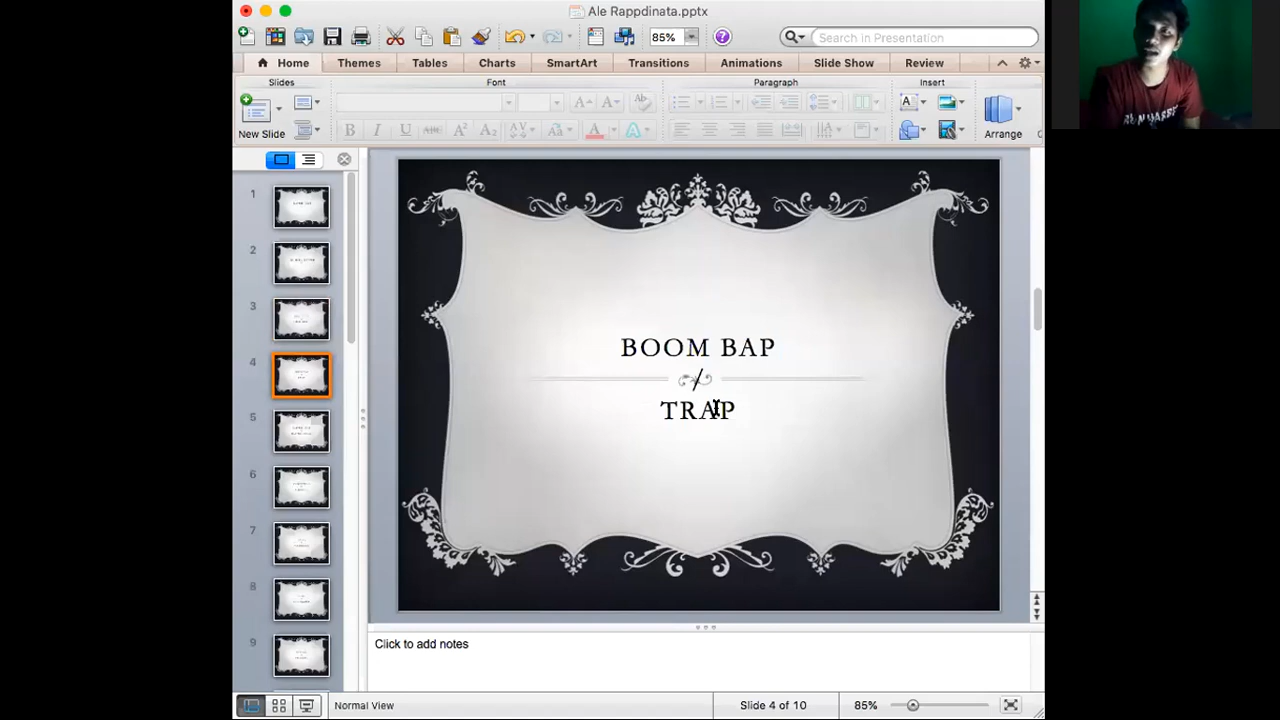 Ale Rappdinata.pptx
85%
Search in Presentation
Home
Themes
Tables
Charts
SmartArt
Transitions
Animations
Slide Show
Review
Slides
Font
Paragraph
Insert
New Slide
Arrange
1
2
3
4
5
6
7
8
9
BOOM BAP
/
TRAP
Click to add notes
Normal View
Slide 4 of 10
85%